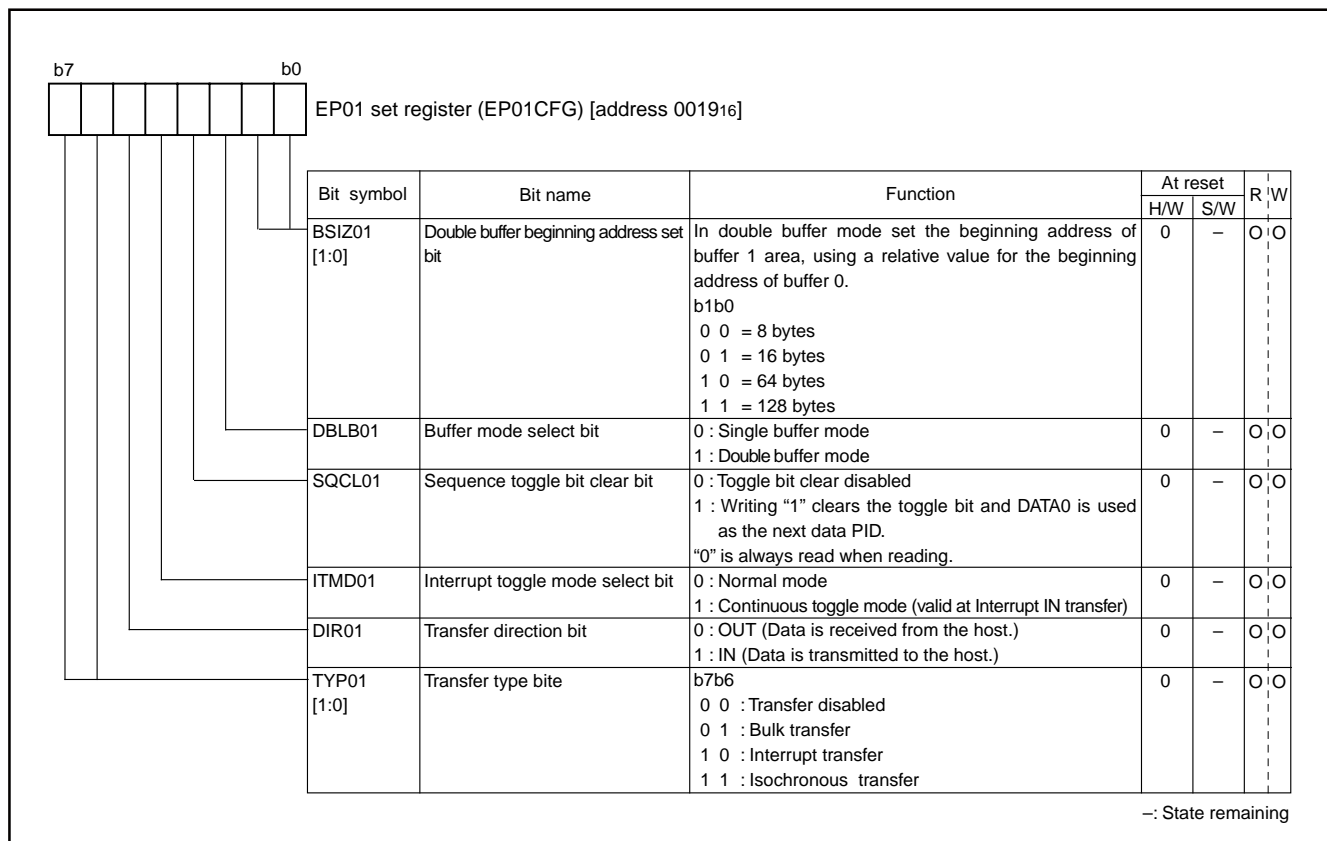 b7 b0
EP01 set register (EP01CFG) [address 001916]
Bit symbol Bit name Function At reset R W
H/W S/W
BSIZ01 Double buffer beginning address set In double buffer mode set the beginning address of 0 – O O
[1:0] bit buffer 1 area, using a relative value for the beginning
address of buffer 0.
b1b0
0 0 = 8 bytes
0 1 = 16 bytes
1 0 = 64 bytes
1 1 = 128 bytes
DBLB01 Buffer mode select bit 0 : Single buffer mode 0 – O O
1 : Double buffer mode
SQCL01 Sequence toggle bit clear bit 0 : Toggle bit clear disabled 0 – O O
1 : Writing “1” clears the toggle bit and DATA0 is used
as the next data PID.
“0” is always read when reading.
ITMD01 Interrupt toggle mode select bit 0 : Normal mode 0 – O O
1 : Continuous toggle mode (valid at Interrupt IN transfer)
DIR01 Transfer direction bit 0 : OUT (Data is received from the host.) 0 – O O
1 : IN (Data is transmitted to the host.)
TYP01 Transfer type bite b7b6 0 – O O
[1:0] 0 0 : Transfer disabled
0 1 : Bulk transfer
1 0 : Interrupt transfer
1 1 : Isochronous transfer
–: State remaining